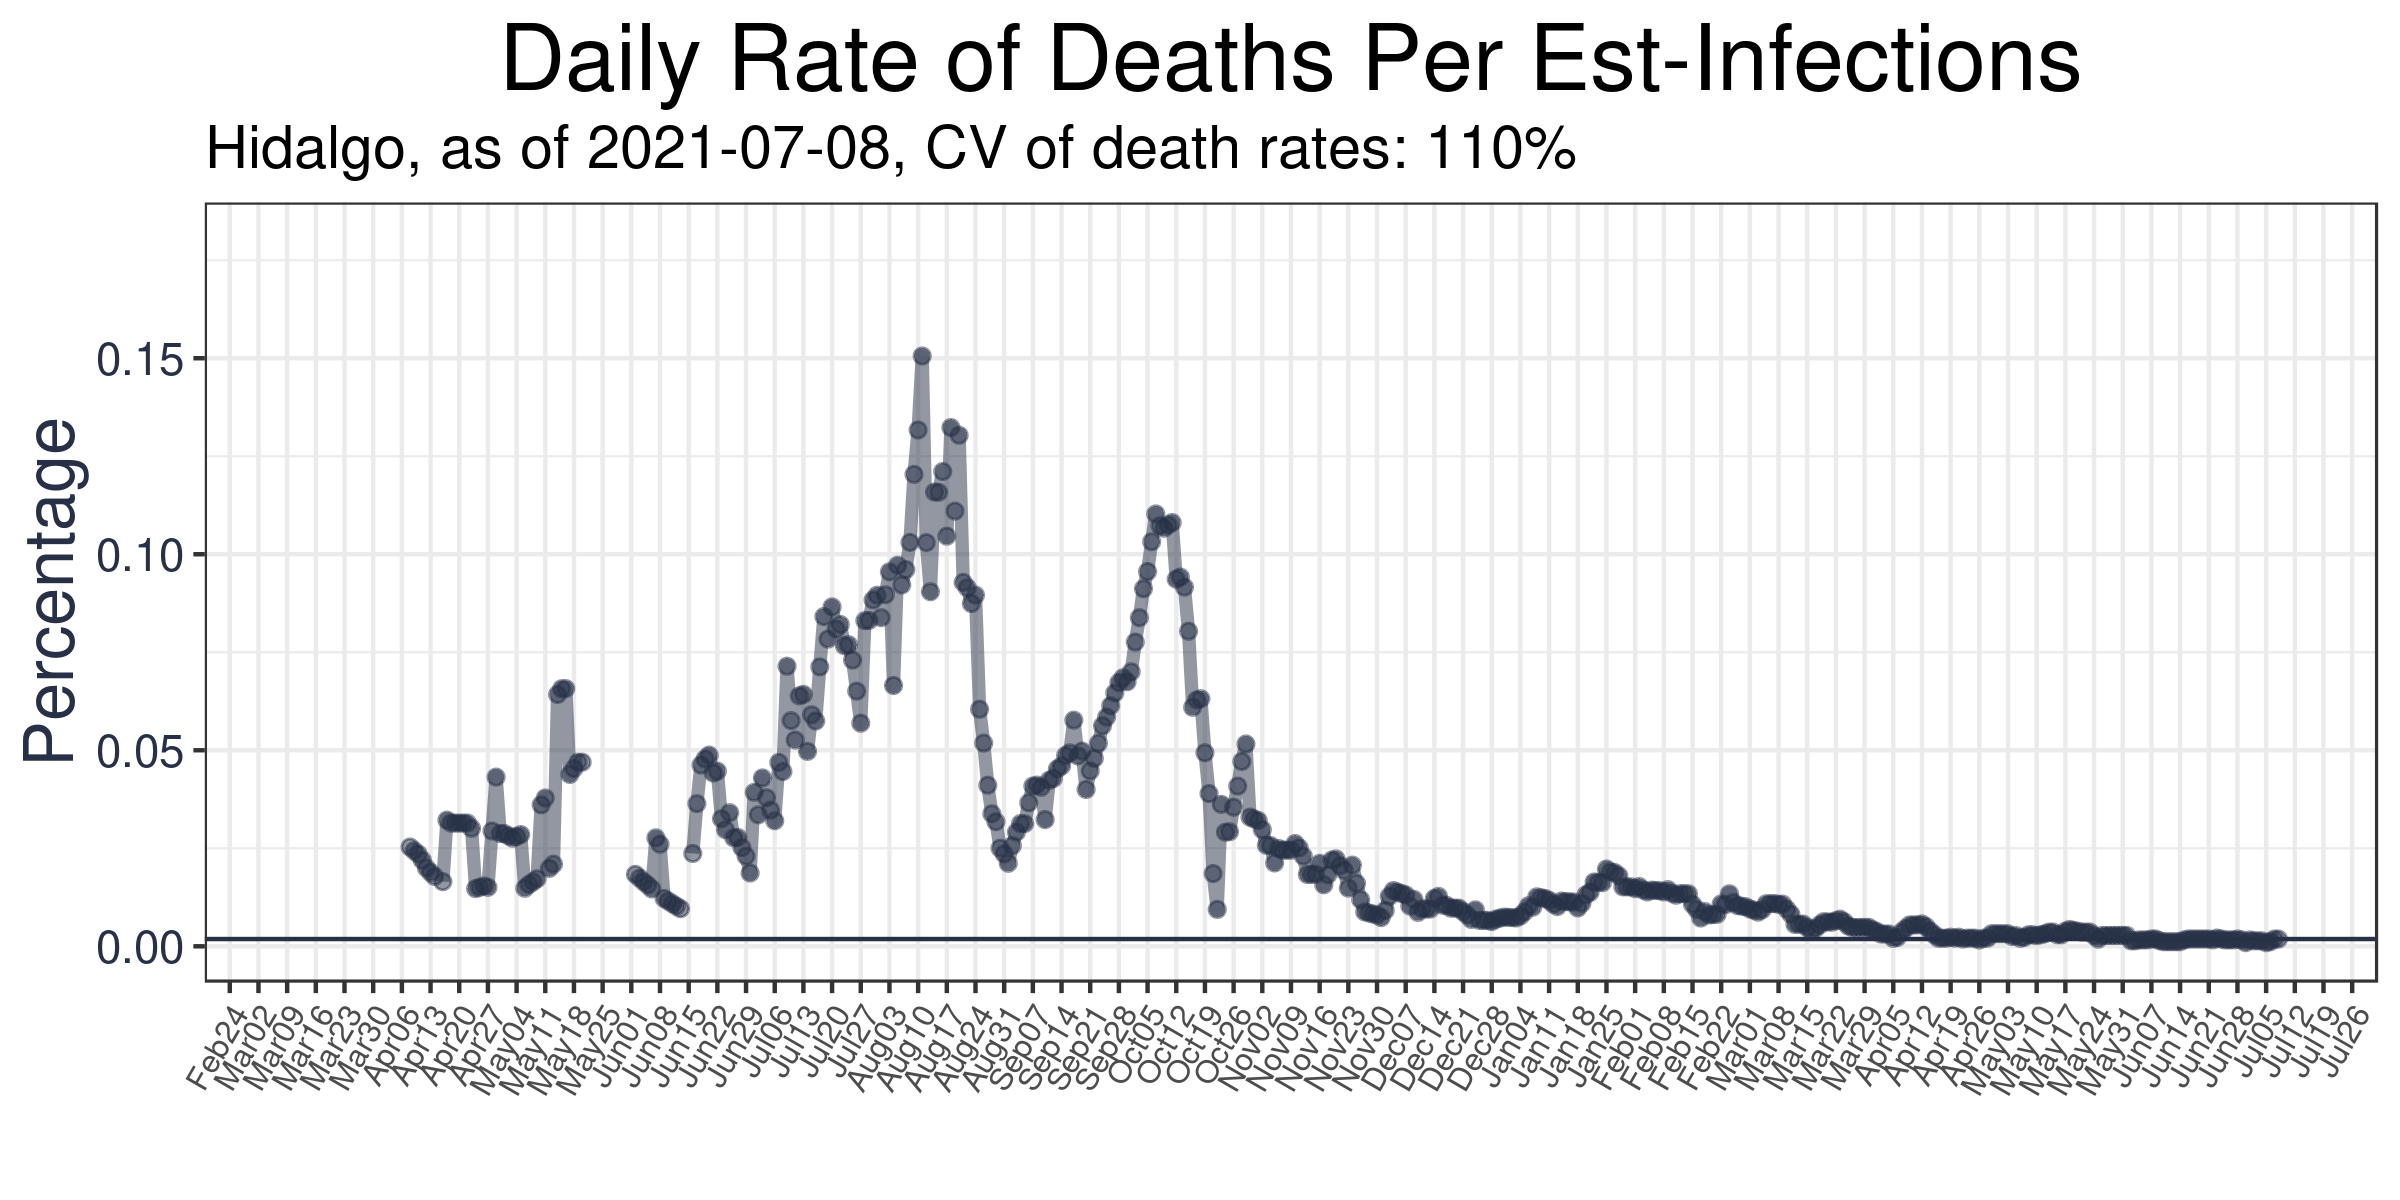 Daily Rate of Deaths Per Est-Infections
Hidalgo, as of 2021-07-08, CV of death rates: 110%
Percentage
0.15
0.10
0.05
0.00
Feb24
Mar02
Mar09
Mar16
Mar23
Mar30
Apr06
Apr13
Apr20
Apr27
May04
May11
May18
May25
Jun01
Jun08
Jun15
Jun22
Jun29
Jul06
Jul13
Jul20
Jul27
Aug03
Aug10
Aug17
Aug24
Aug31
Sep07
Sep14
Sep21
Sep28
Oct05
Oct12
Oct19
Oct26
Nov02
Nov09
Nov16
Nov23
Nov30
Dec07
Dec14
Dec21
Dec28
Jan04
Jan11
Jan18
Jan25
Feb01
Feb08
Feb15
Feb22
Mar01
Mar08
Mar15
Mar22
Mar29
Apr05
Apr12
Apr19
Apr26
May03
May10
May17
May24
May31
Jun07
Jun14
Jun21
Jun28
Jul05
Jul12
Jul19
Jul26